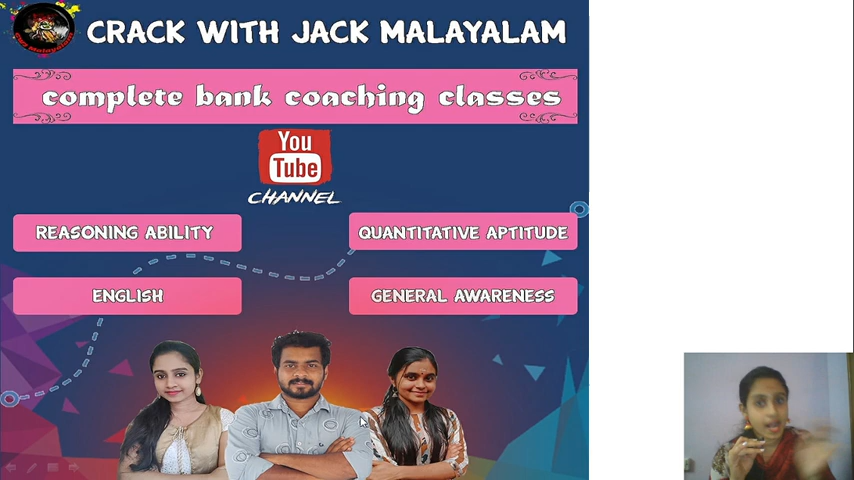 CRACK WITH JACK MALAYALAM
complete bank coaching classes
You
Tube
CHANNEL
REASONING ABILITY
QUANTITATIVE APTITUDE
ENGLISH
GENERAL AWARENESS